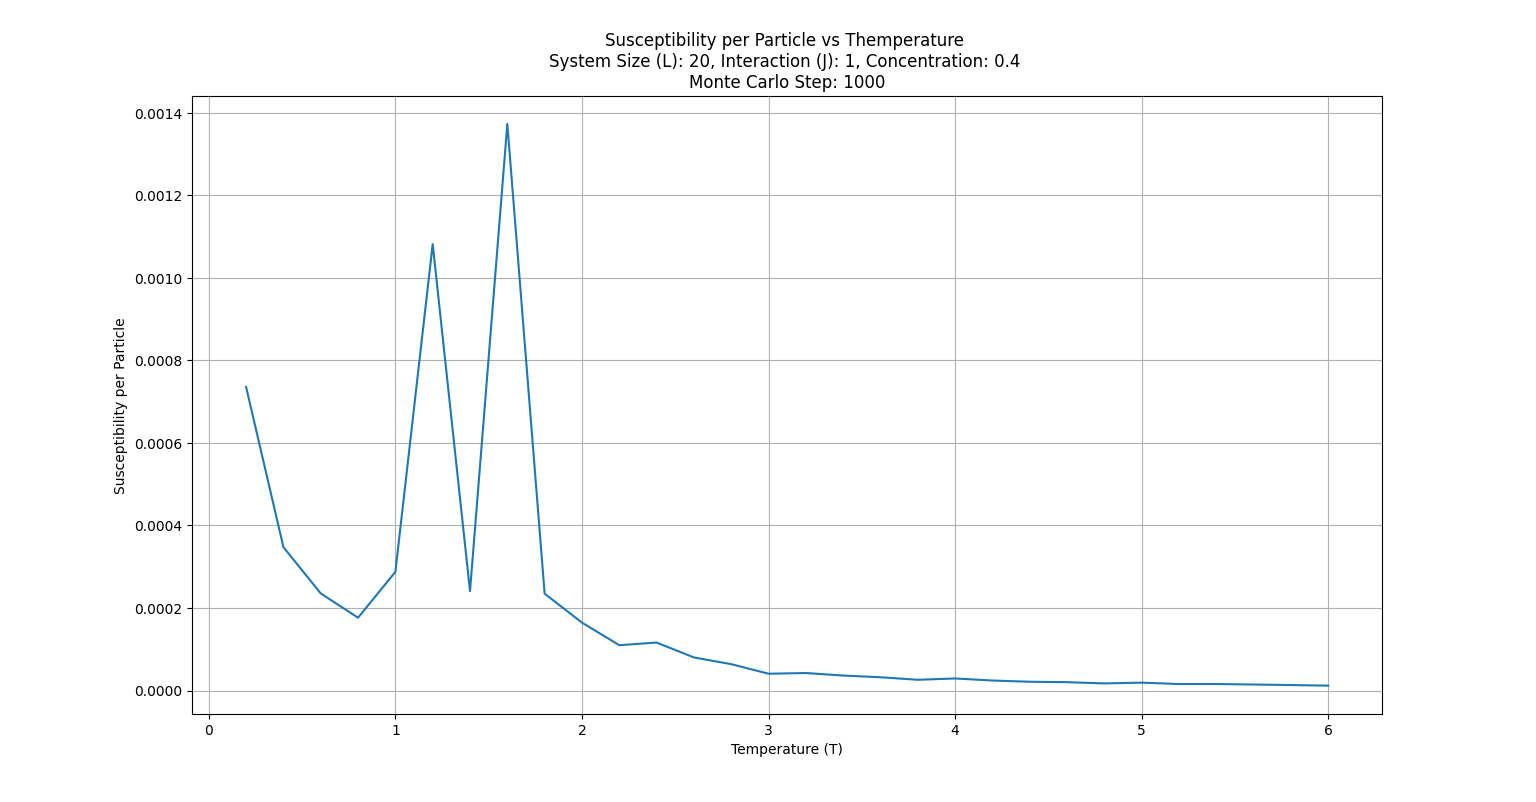 Susceptibility per Particle vs Themperature
System Size (L): 20, Interaction (J): 1, Concentration: 0.4
Monte Carlo Step: 1000
0.0014
0.0012
0.0010
0.0008
0.0006
0.0004
0.0002
0.0000
Susceptibility per Particle
0 1 2 3 4 5 6
Temperature (T)